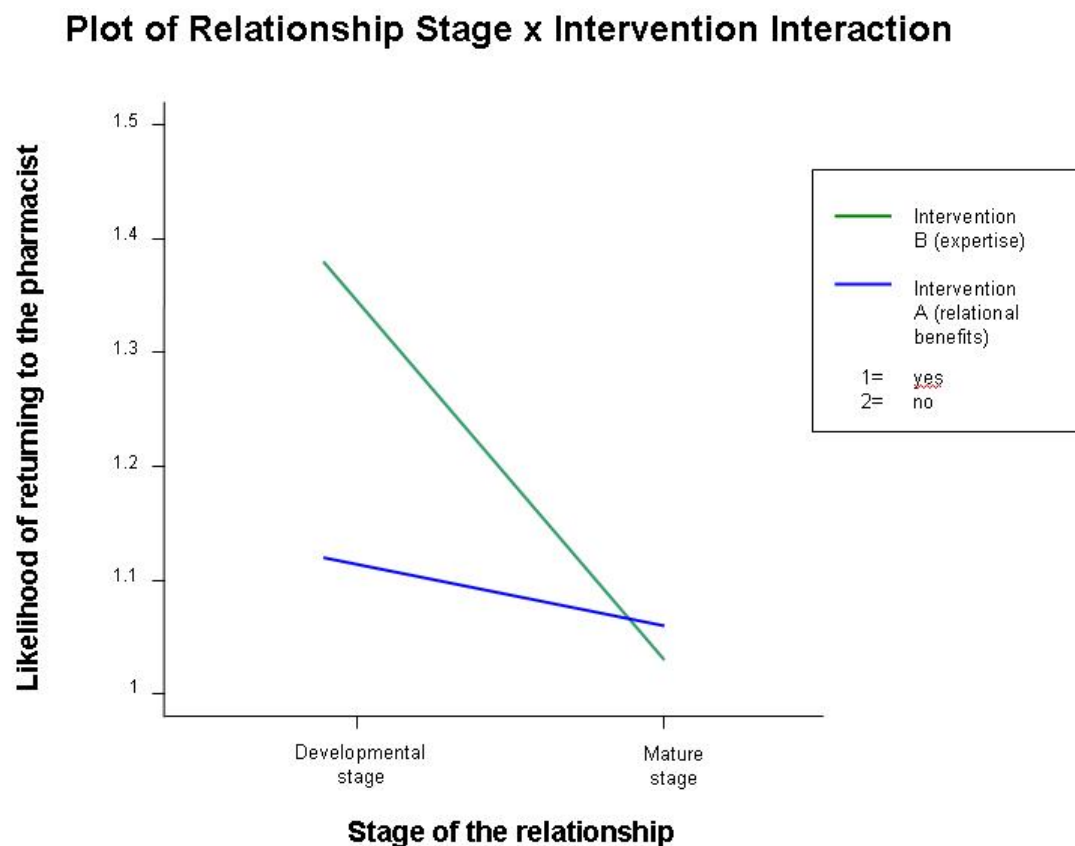 Plot of Relationship Stage x Intervention Interaction
Likelihood of returning to the pharmacist
1.5
1.4
1.3
1.2
1.1
1
Developmental
stage
Mature
stage
Stage of the relationship
Intervention
B (expertise)
Intervention
A (relational
benefits)
1= yes
2= no